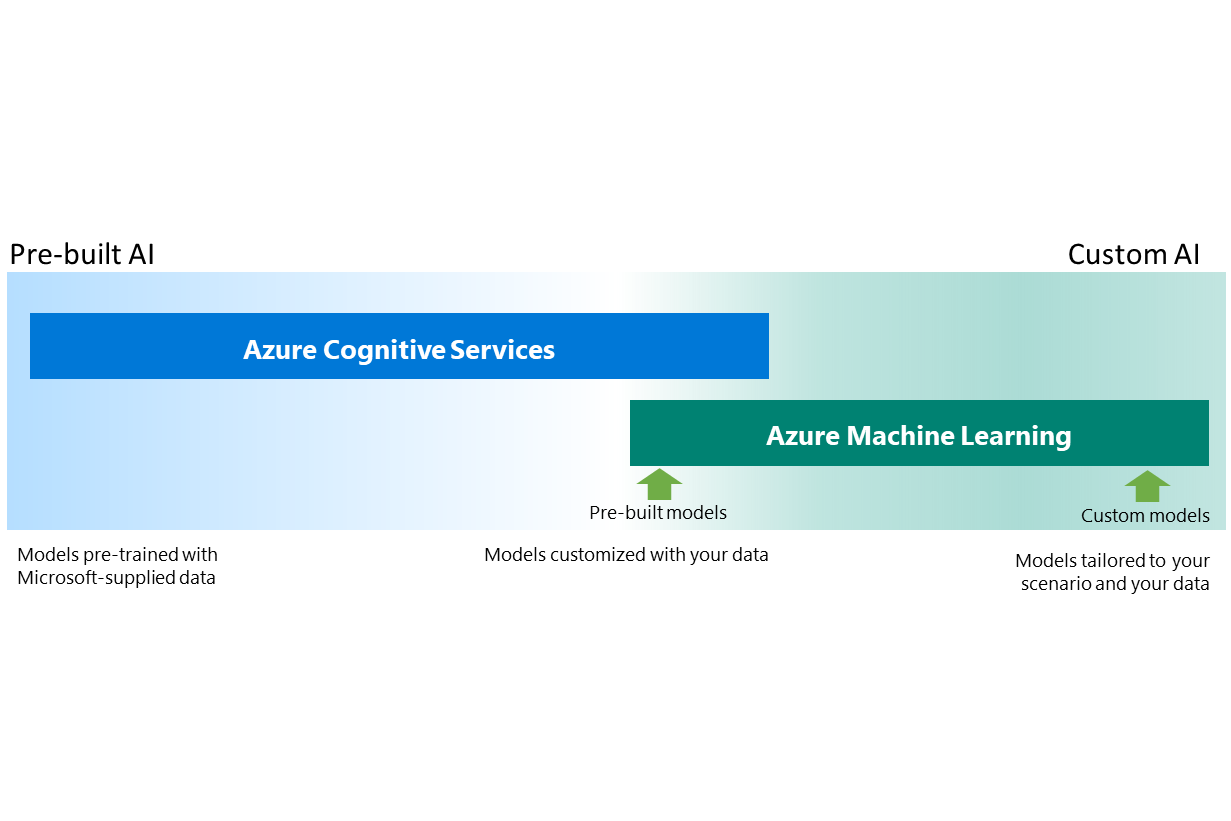 Pre-built AI
Custom AI
Azure Cognitive Services
Azure Machine Learning
Pre-built models
Custom models
Models pre-trained with
Microsoft-supplied data
Models customized with your data
Models tailored to your
scenario and your data